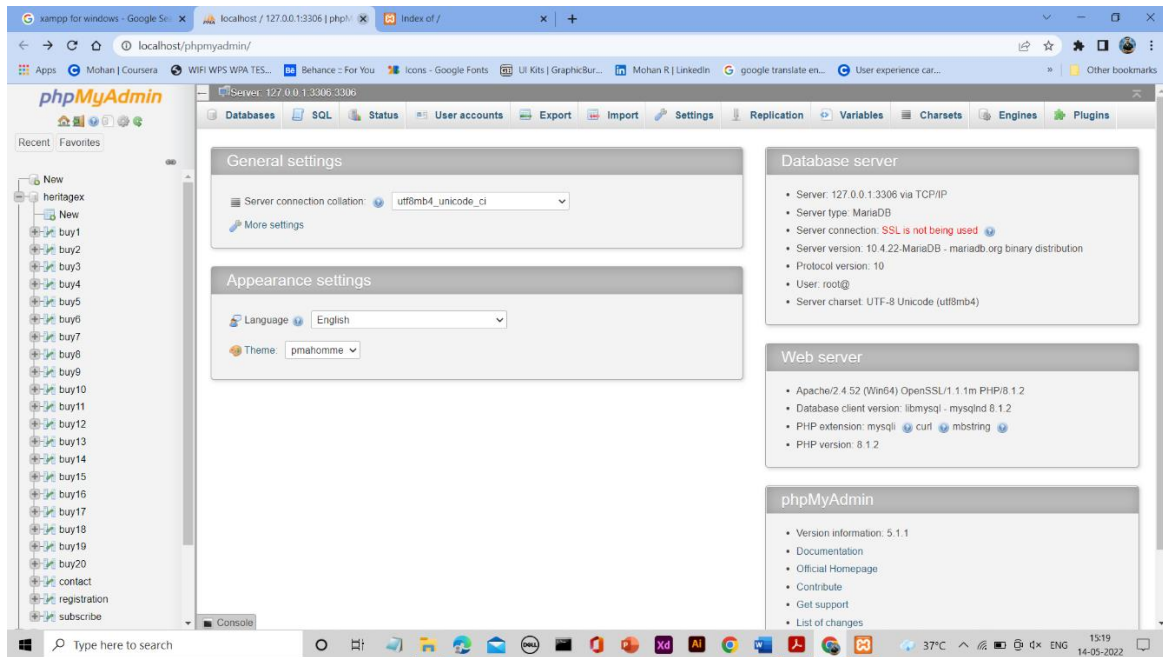 xampp for windows - Google Se
localhost / 127.0.0.1:3306 | phpM
Index of /
localhost/phpmyadmin/
Apps
Mohan | Coursera
WIFI WPS WPA TES...
Behance :: For You
Icons - Google Fonts
UI Kits | GraphicBur...
Mohan R | LinkedIn
google translate en...
User experience car...
Other bookmarks
phpMyAdmin
Recent Favorites
New
heritagex
New
buy1
buy2
buy3
buy4
buy5
buy6
buy7
buy8
buy9
buy10
buy11
buy12
buy13
buy14
buy15
buy16
buy17
buy18
buy19
buy20
contact
registration
subscribe
Server: 127.0.0.1:3306:3306
Databases SQL Status User accounts Export Import Settings Replication Variables Charsets Engines Plugins
General settings
Server connection collation: utf8mb4_unicode_ci
More settings
Appearance settings
Language English
Theme: pmahomme
Database server
• Server: 127.0.0.1:3306 via TCP/IP
• Server type: MariaDB
• Server connection: SSL is not being used
• Server version: 10.4.22-MariaDB - mariadb.org binary distribution
• Protocol version: 10
• User: root@
• Server charset: UTF-8 Unicode (utf8mb4)
Web server
• Apache/2.4.52 (Win64) OpenSSL/1.1.1m PHP/8.1.2
• Database client version: libmysql - mysqlnd 8.1.2
• PHP extension: mysqli curl mbstring
• PHP version: 8.1.2
phpMyAdmin
• Version information: 5.1.1
• Documentation
• Official Homepage
• Contribute
• Get support
• List of changes
Console
Type here to search
DELL
Xd
Ai
37°C
ENG
15:19
14-05-2022